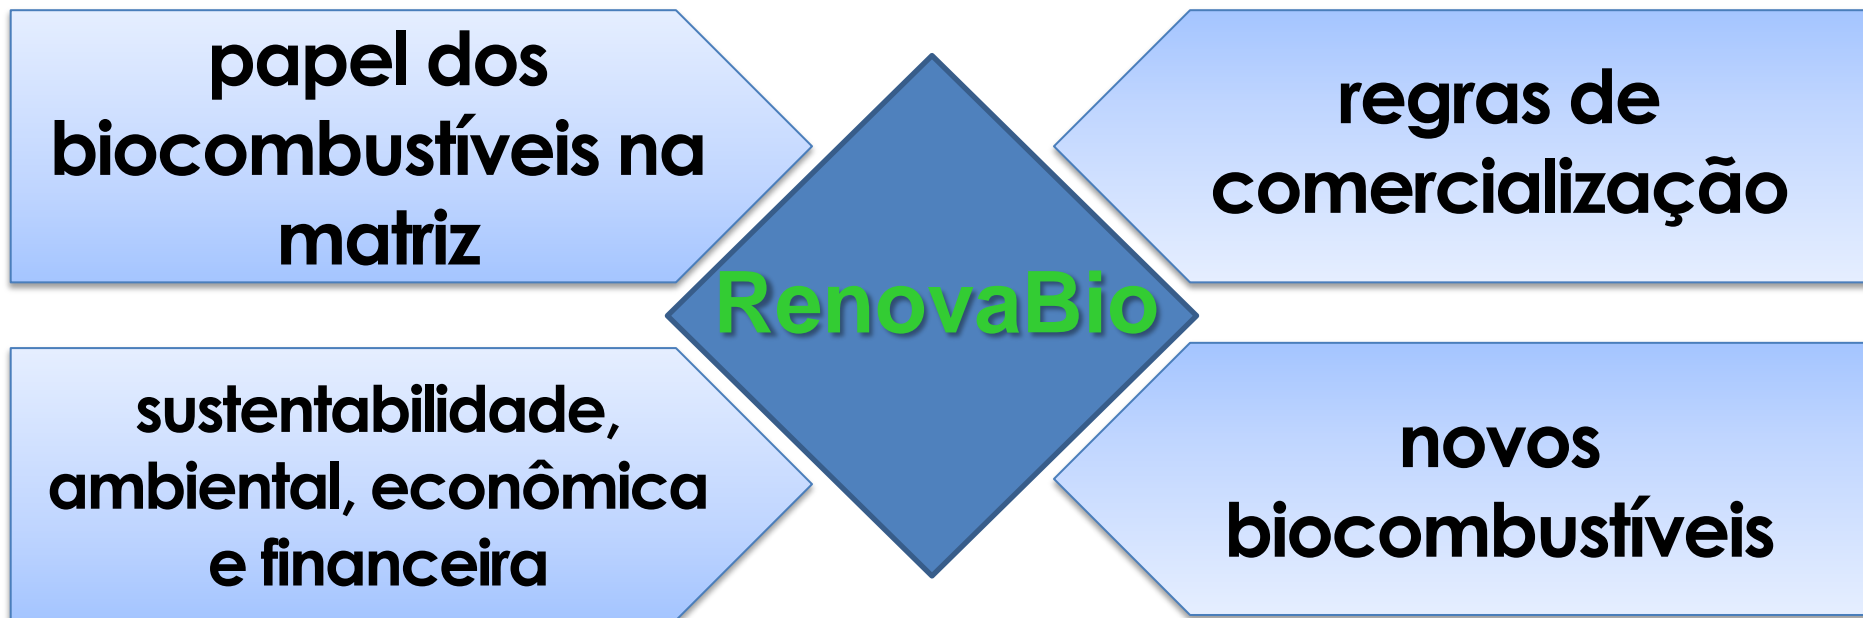 papel dos
biocombustíveis na
matriz
regras de
comercialização
RenovaBio
sustentabilidade,
ambiental, econômica
e financeira
novos
biocombustíveis